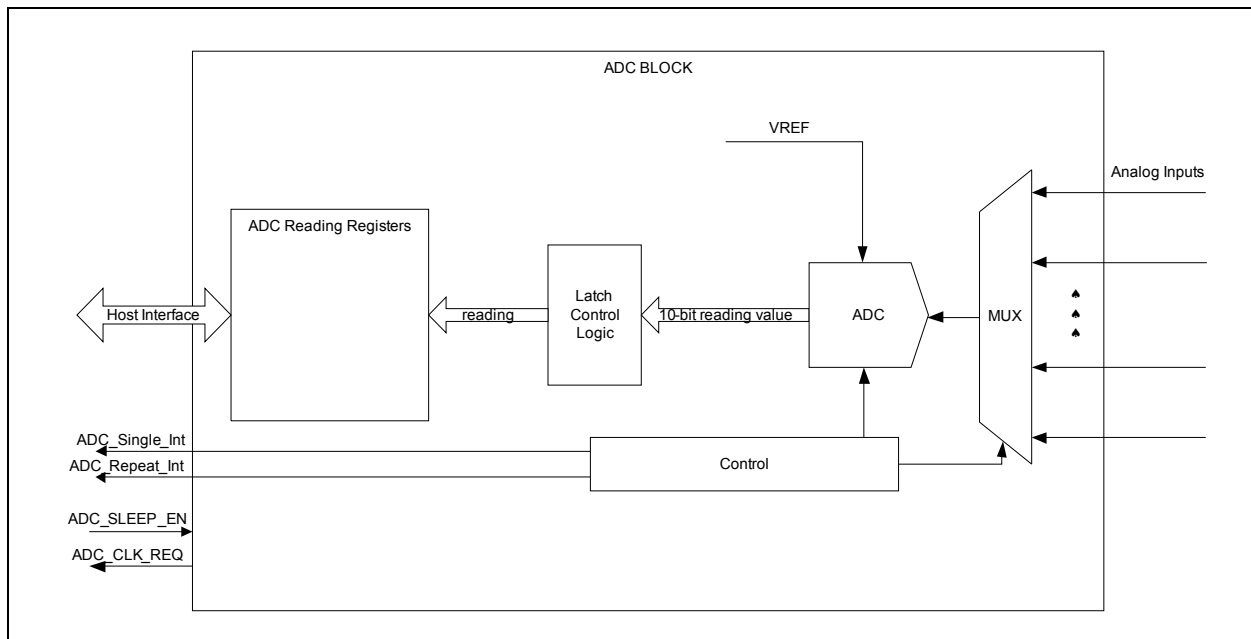 ADC BLOCK
VREF
Analog Inputs
ADC Reading Registers
Host Interface
reading
Latch
Control
Logic
10-bit reading value
ADC
MUX
ADC_Single_Int
ADC_Repeat_Int
Control
ADC_SLEEP_EN
ADC_CLK_REQ